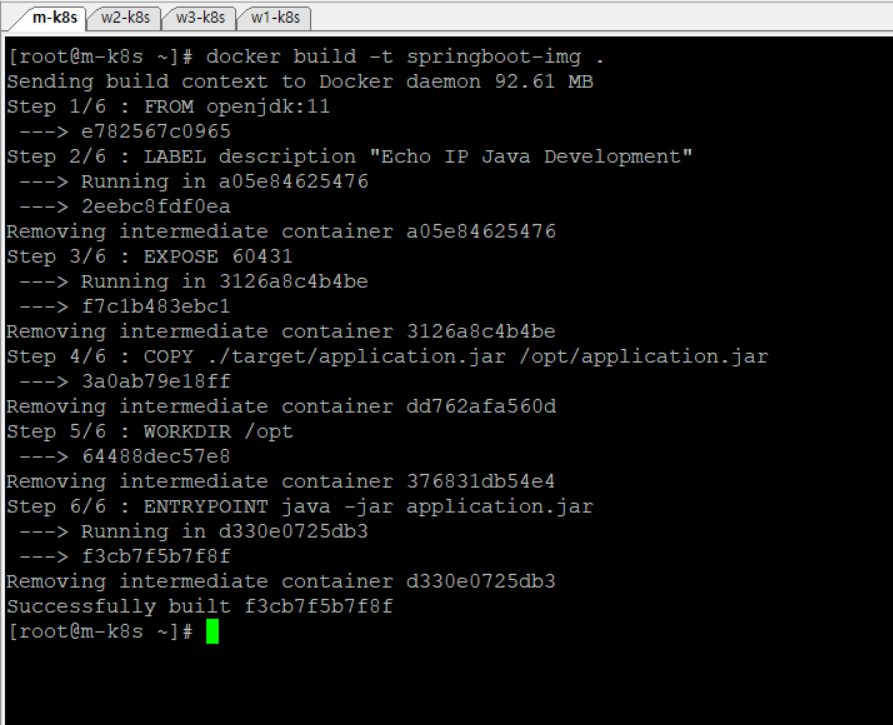 m-k8s w2-k8s w3-k8s w1-k8s
[root@m-k8s ~]# docker build -t springboot-img .
Sending build context to Docker daemon 92.61 MB
Step 1/6 : FROM openjdk:11
 ---> e782567c0965
Step 2/6 : LABEL description "Echo IP Java Development"
 ---> Running in a05e84625476
 ---> 2eebc8fdf0ea
Removing intermediate container a05e84625476
Step 3/6 : EXPOSE 60431
 ---> Running in 3126a8c4b4be
 ---> f7c1b483ebc1
Removing intermediate container 3126a8c4b4be
Step 4/6 : COPY ./target/application.jar /opt/application.jar
 ---> 3a0ab79e18ff
Removing intermediate container dd762afa560d
Step 5/6 : WORKDIR /opt
 ---> 64488dec57e8
Removing intermediate container 376831db54e4
Step 6/6 : ENTRYPOINT java -jar application.jar
 ---> Running in d330e0725db3
 ---> f3cb7f5b7f8f
Removing intermediate container d330e0725db3
Successfully built f3cb7f5b7f8f
[root@m-k8s ~]#